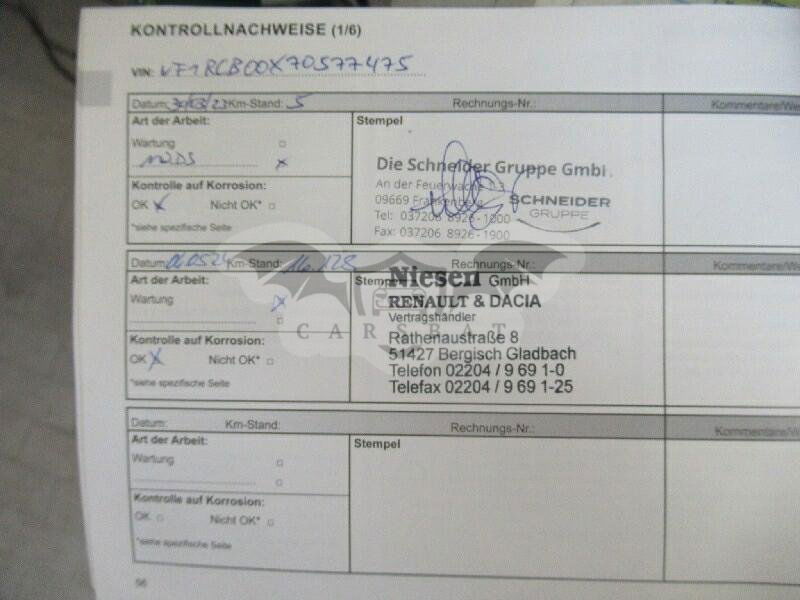 KONTROLLNACHWEISE (1/6)
VIN: VF1RCB00X70577475
Datum: 30/03/23 Km-Stand: 5 Rechnungs-Nr.: Kommentare/We
Art der Arbeit: Stempel
Wartung
Kontrolle auf Korrosion:
OK X Nicht OK*
*siehe spezifische Seite
Die Schneider Gruppe GmbH
An der Feuerwache 1-3
09669 Frankenberg
Tel: 037206 8926-1000
Fax: 037206 8926-1900
SCHNEIDER
GRUPPE
Datum: Km-Stand: 16.128 Rechnungs-Nr.: Kommentare/We
Art der Arbeit: Stempel
Wartung X
Kontrolle auf Korrosion:
OK X Nicht OK*
*siehe spezifische Seite
Niesen GmbH
RENAULT & DACIA
Vertragshändler
Rathenaustraße 8
51427 Bergisch Gladbach
Telefon 02204 / 9 69 1-0
Telefax 02204 / 9 69 1-25
CARSBAT
Datum: Km-Stand: Rechnungs-Nr.: Kommentare/We
Art der Arbeit: Stempel
Wartung
Kontrolle auf Korrosion:
OK Nicht OK*
*siehe spezifische Seite
56